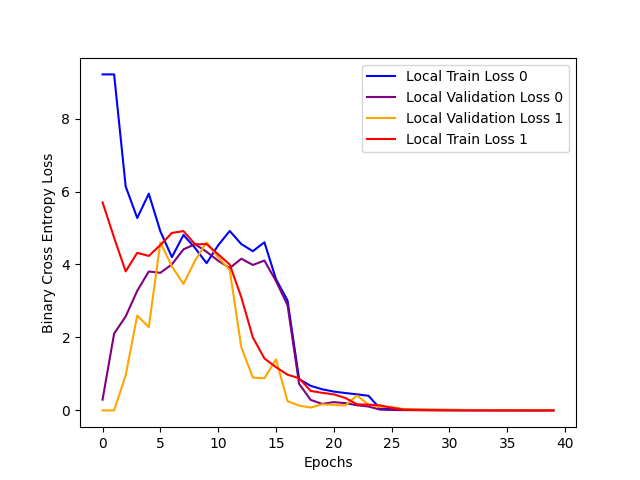 Local Train Loss 0
Local Validation Loss 0
Local Validation Loss 1
Local Train Loss 1
Binary Cross Entropy Loss
8
6
4
2
0
0 5 10 15 20 25 30 35 40
Epochs